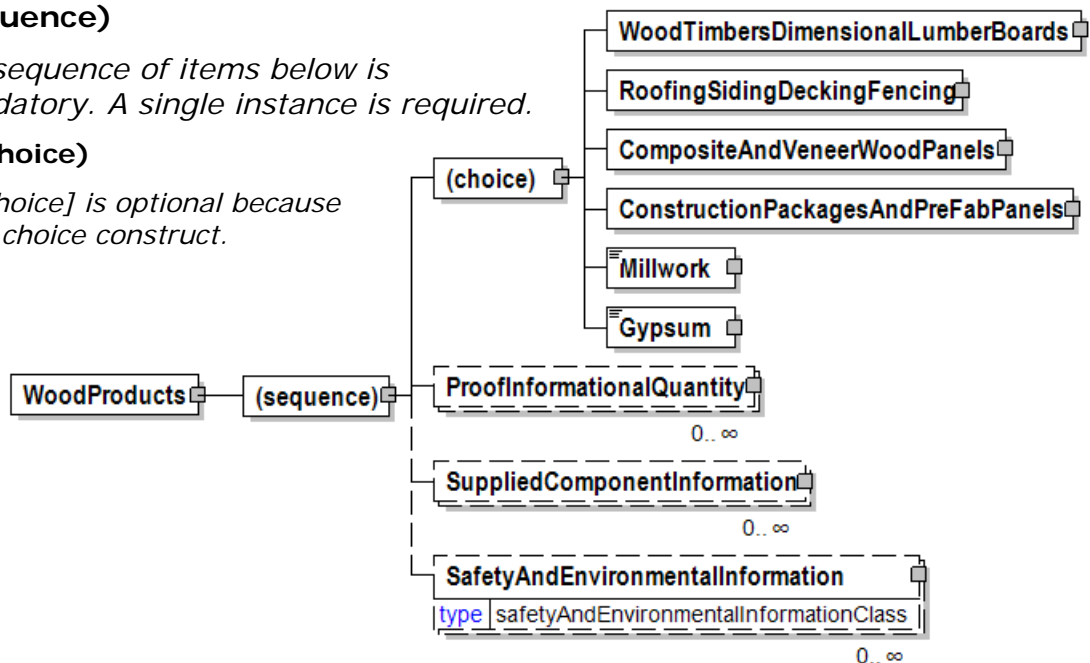 uence)
sequence of items below is
datory. A single instance is required.
hoice)
hoice] is optional because
choice construct.
WoodProducts
(sequence)
(choice)
WoodTimbersDimensionalLumberBoards
RoofingSidingDeckingFencing
CompositeAndVeneerWoodPanels
ConstructionPackagesAndPreFabPanels
Millwork
Gypsum
ProofInformationalQuantity
0.. ∞
SuppliedComponentInformation
0.. ∞
SafetyAndEnvironmentalInformation
type safetyAndEnvironmentalInformationClass
0.. ∞